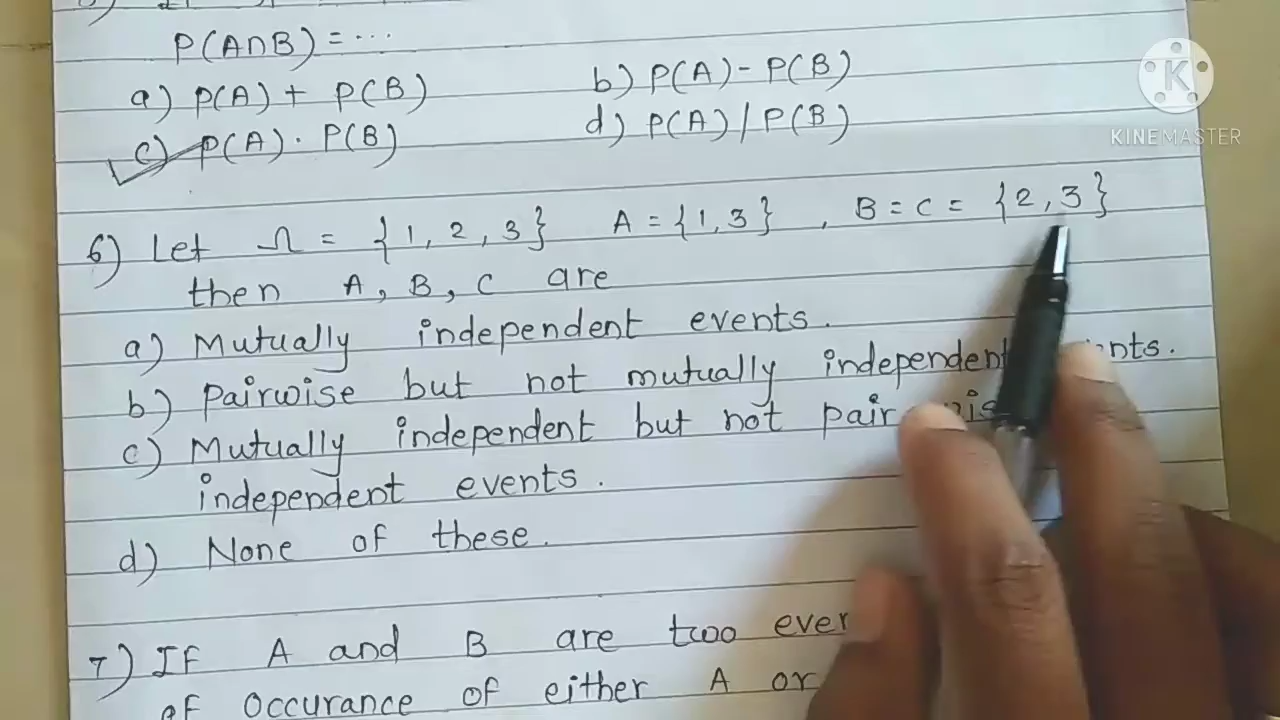 P(A∩B) = ...
a) P(A) + P(B) b) P(A) - P(B)
c) P(A) . P(B) d) P(A) / P(B)
6) Let Ω = {1, 2, 3} A = {1, 3} , B = C = {2, 3}
then A, B, C are
a) Mutually independent events.
b) Pairwise but not mutually independent
c) Mutually independent but not pair
independent events.
d) None of these.
7) If A and B are two
of occurance of either A or
K
KINEMASTER